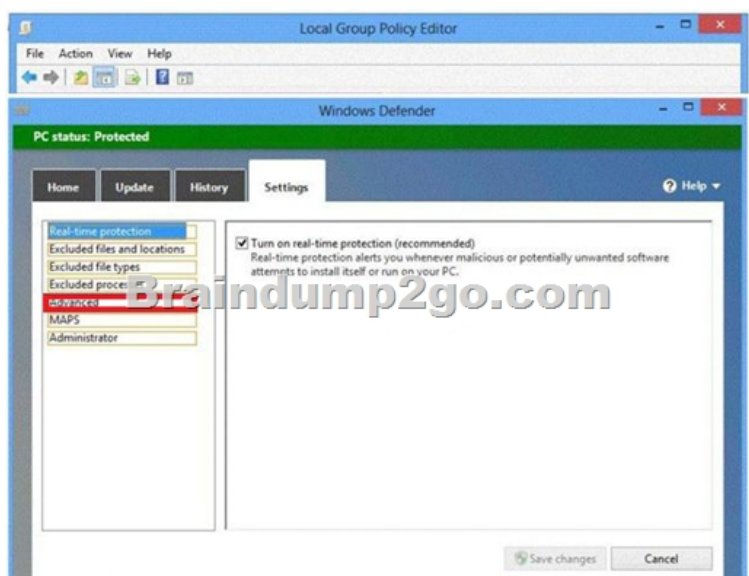 Local Group Policy Editor
File Action View Help
Windows Defender
PC status: Protected
Home Update History Settings Help
Real-time protection
Excluded files and locations
Excluded file types
Excluded processes
Advanced
MAPS
Administrator
Turn on real-time protection (recommended)
Real-time protection alerts you whenever malicious or potentially unwanted software
attempts to install itself or run on your PC.
Braindump2go.com
Save changes Cancel